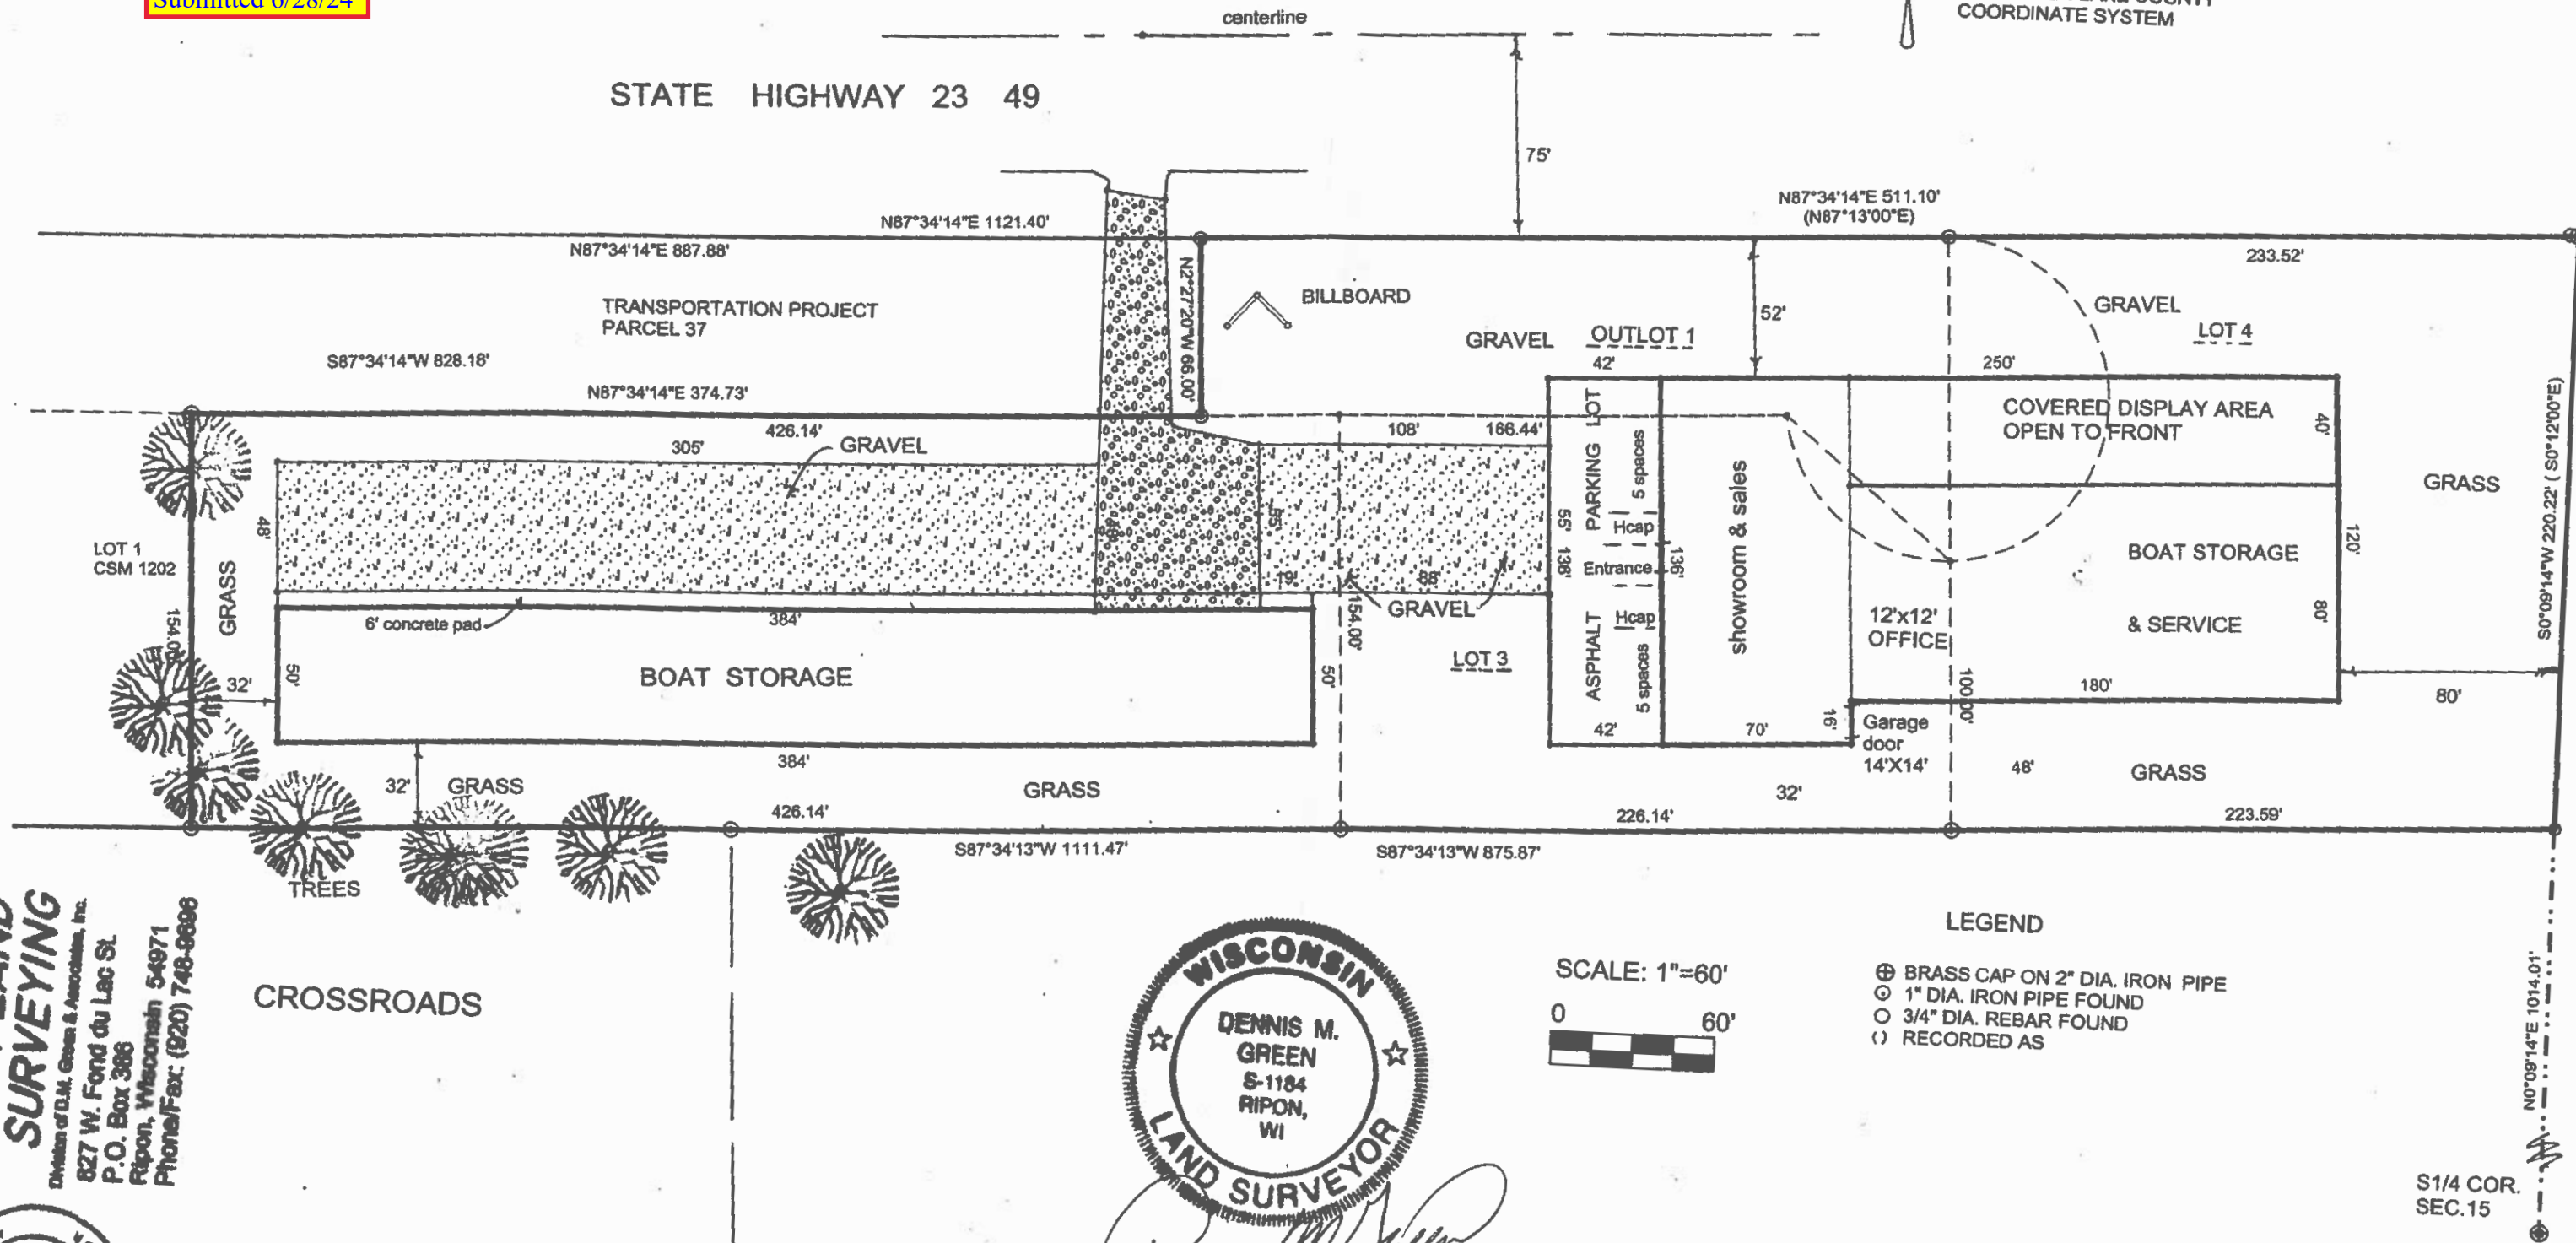 Submitted 6/28/24
centerline
COORDINATE SYSTEM
STATE HIGHWAY 23 49
75'
N87°34'14"E 511.10'
(N87°13'00"E)
N87°34'14"E 1121.40'
N87°34'14"E 887.88'
233.52'
TRANSPORTATION PROJECT
PARCEL 37
N2°27'20"W 66.00'
BILLBOARD
52'
GRAVEL
LOT 4
GRAVEL
OUTLOT 1
S87°34'14"W 828.18'
42'
250'
N87°34'14"E 374.73'
COVERED DISPLAY AREA
OPEN TO FRONT
40'
426.14'
GRAVEL
305'
108'
166.44'
ASPHALT PARKING LOT
5 spaces
Hcap
Entrance
Hcap
5 spaces
55'
136'
136'
showroom & sales
GRASS
S0°09'14"W 220.22' ( S0°12'00"E)
48'
55'
LOT 1
CSM 1202
GRASS
154.00'
19'
88'
120'
BOAT STORAGE
& SERVICE
80'
12'x12'
OFFICE
6' concrete pad
384'
GRAVEL
154.00'
LOT 3
BOAT STORAGE
50'
50'
32'
100.00'
180'
80'
42'
70'
16'
Garage
door
14'X14'
384'
32'
GRASS
GRASS
48'
GRASS
32'
426.14'
226.14'
223.59'
S87°34'13"W 1111.47'
S87°34'13"W 875.87'
TREES
SURVEYING
Division of D.M. Green & Associates, Inc.
827 W. Fond du Lac St.
P.O. Box 386
Ripon, Wisconsin 54971
Phone/Fax: (920) 748-9696
CROSSROADS
WISCONSIN
DENNIS M.
GREEN
S-1184
RIPON,
WI
LAND SURVEYOR
SCALE: 1"=60'
0 60'
LEGEND
BRASS CAP ON 2" DIA. IRON PIPE
1" DIA. IRON PIPE FOUND
3/4" DIA. REBAR FOUND
() RECORDED AS
N0°09'14"E 1014.01'
S1/4 COR.
SEC.15